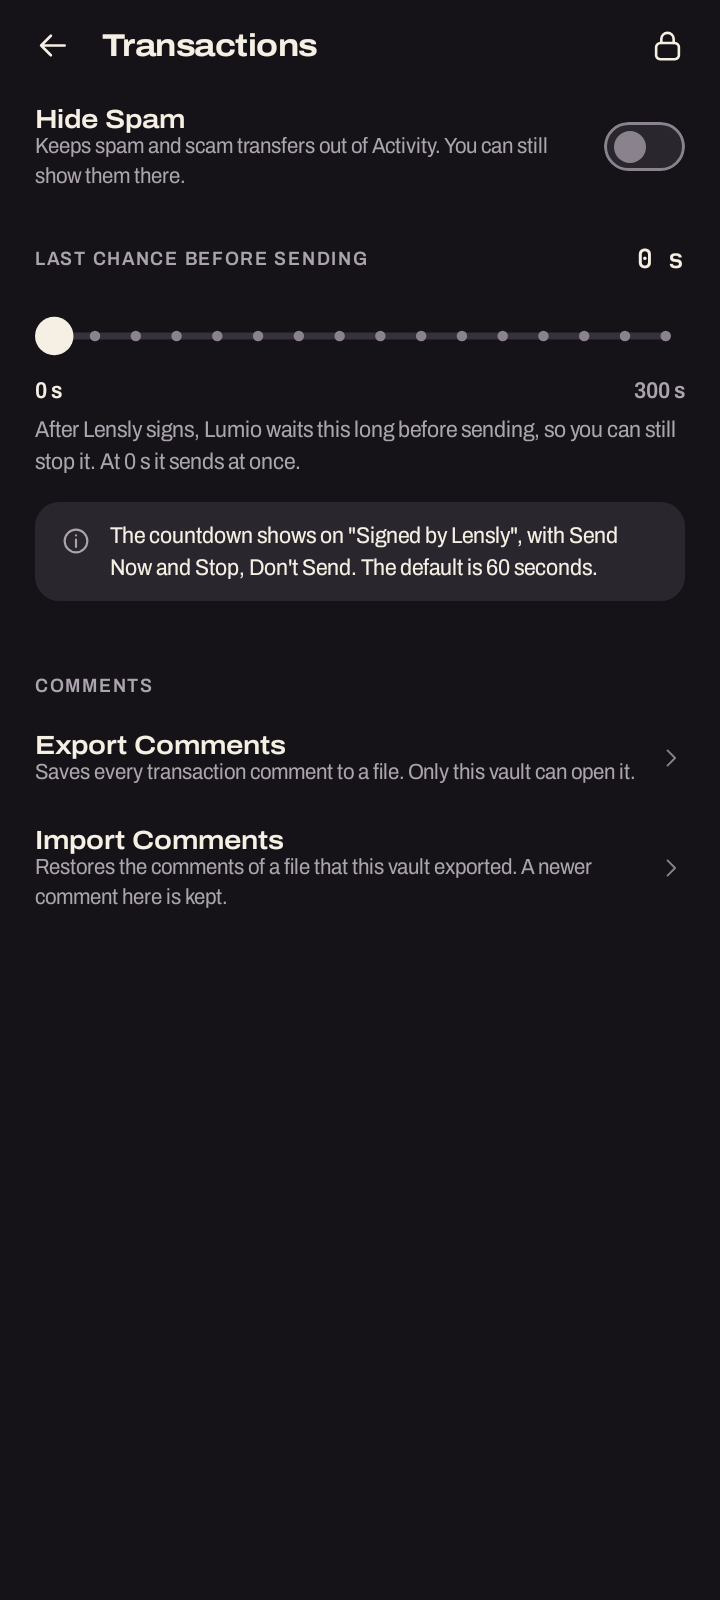 Transactions
Hide Spam
Keeps spam and scam transfers out of Activity. You can still
show them there.
LAST CHANCE BEFORE SENDING
0 s
0 s
300 s
After Lensly signs, Lumio waits this long before sending, so you can still
stop it. At 0 s it sends at once.
The countdown shows on "Signed by Lensly", with Send
Now and Stop, Don't Send. The default is 60 seconds.
COMMENTS
Export Comments
Saves every transaction comment to a file. Only this vault can open it.
Import Comments
Restores the comments of a file that this vault exported. A newer
comment here is kept.